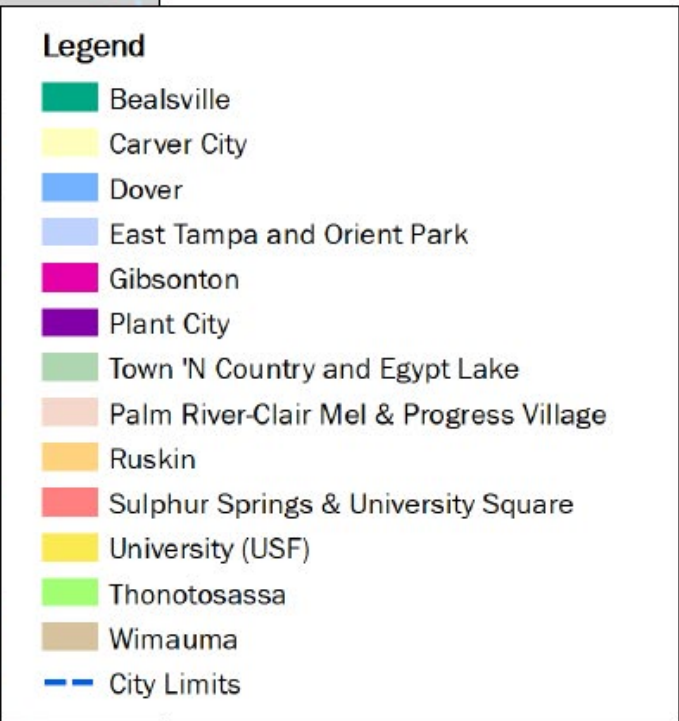 Legend
Bealsville
Carver City
Dover
East Tampa and Orient Park
Gibsonton
Plant City
Town 'N Country and Egypt Lake
Palm River-Clair Mel & Progress Village
Ruskin
Sulphur Springs & University Square
University (USF)
Thonotosassa
Wimauma
City Limits